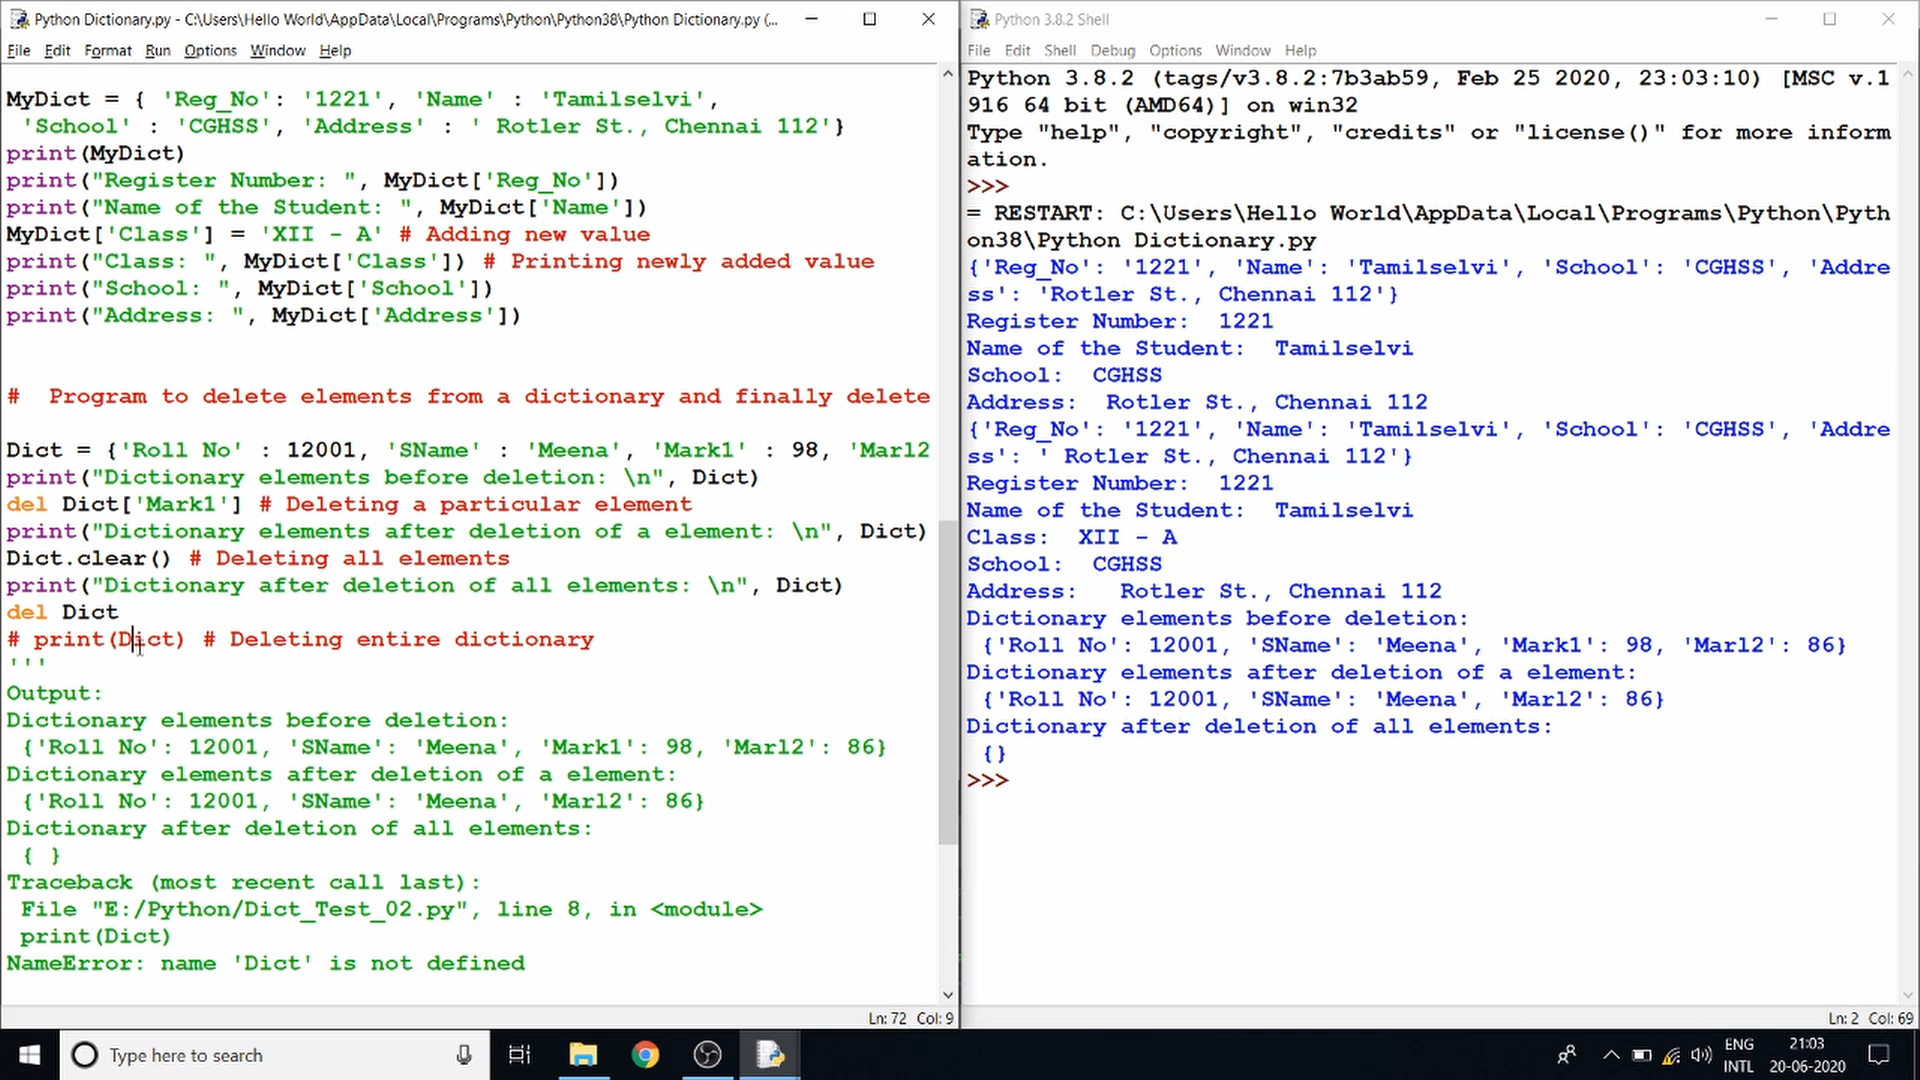 Python Dictionary.py - C:\Users\Hello World\AppData\Local\Programs\Python\Python38\Python Dictionary.py (...
File Edit Format Run Options Window Help
MyDict = { 'Reg_No': '1221', 'Name' : 'Tamilselvi',
'School' : 'CGHSS', 'Address' : ' Rotler St., Chennai 112'}
print(MyDict)
print("Register Number: ", MyDict['Reg_No'])
print("Name of the Student: ", MyDict['Name'])
MyDict['Class'] = 'XII - A' # Adding new value
print("Class: ", MyDict['Class']) # Printing newly added value
print("School: ", MyDict['School'])
print("Address: ", MyDict['Address'])
#  Program to delete elements from a dictionary and finally delete
Dict = {'Roll No' : 12001, 'SName' : 'Meena', 'Mark1' : 98, 'Marl2
print("Dictionary elements before deletion: \n", Dict)
del Dict['Mark1'] # Deleting a particular element
print("Dictionary elements after deletion of a element: \n", Dict)
Dict.clear() # Deleting all elements
print("Dictionary after deletion of all elements: \n", Dict)
del Dict
# print(Dict) # Deleting entire dictionary
'''
Output:
Dictionary elements before deletion:
{'Roll No': 12001, 'SName': 'Meena', 'Mark1': 98, 'Marl2': 86}
Dictionary elements after deletion of a element:
{'Roll No': 12001, 'SName': 'Meena', 'Marl2': 86}
Dictionary after deletion of all elements:
{ }
Traceback (most recent call last):
File "E:/Python/Dict_Test_02.py", line 8, in <module>
print(Dict)
NameError: name 'Dict' is not defined
Ln: 72 Col: 9
Python 3.8.2 Shell
File Edit Shell Debug Options Window Help
Python 3.8.2 (tags/v3.8.2:7b3ab59, Feb 25 2020, 23:03:10) [MSC v.1
916 64 bit (AMD64)] on win32
Type "help", "copyright", "credits" or "license()" for more inform
ation.
>>>
= RESTART: C:\Users\Hello World\AppData\Local\Programs\Python\Pyth
on38\Python Dictionary.py
{'Reg_No': '1221', 'Name': 'Tamilselvi', 'School': 'CGHSS', 'Addre
ss': 'Rotler St., Chennai 112'}
Register Number:  1221
Name of the Student:  Tamilselvi
School:  CGHSS
Address:  Rotler St., Chennai 112
{'Reg_No': '1221', 'Name': 'Tamilselvi', 'School': 'CGHSS', 'Addre
ss': ' Rotler St., Chennai 112'}
Register Number:  1221
Name of the Student:  Tamilselvi
Class:  XII - A
School:  CGHSS
Address:   Rotler St., Chennai 112
Dictionary elements before deletion:
{'Roll No': 12001, 'SName': 'Meena', 'Mark1': 98, 'Marl2': 86}
Dictionary elements after deletion of a element:
{'Roll No': 12001, 'SName': 'Meena', 'Marl2': 86}
Dictionary after deletion of all elements:
{}
>>>
Ln: 2 Col: 69
Type here to search
ENG
INTL
21:03
20-06-2020